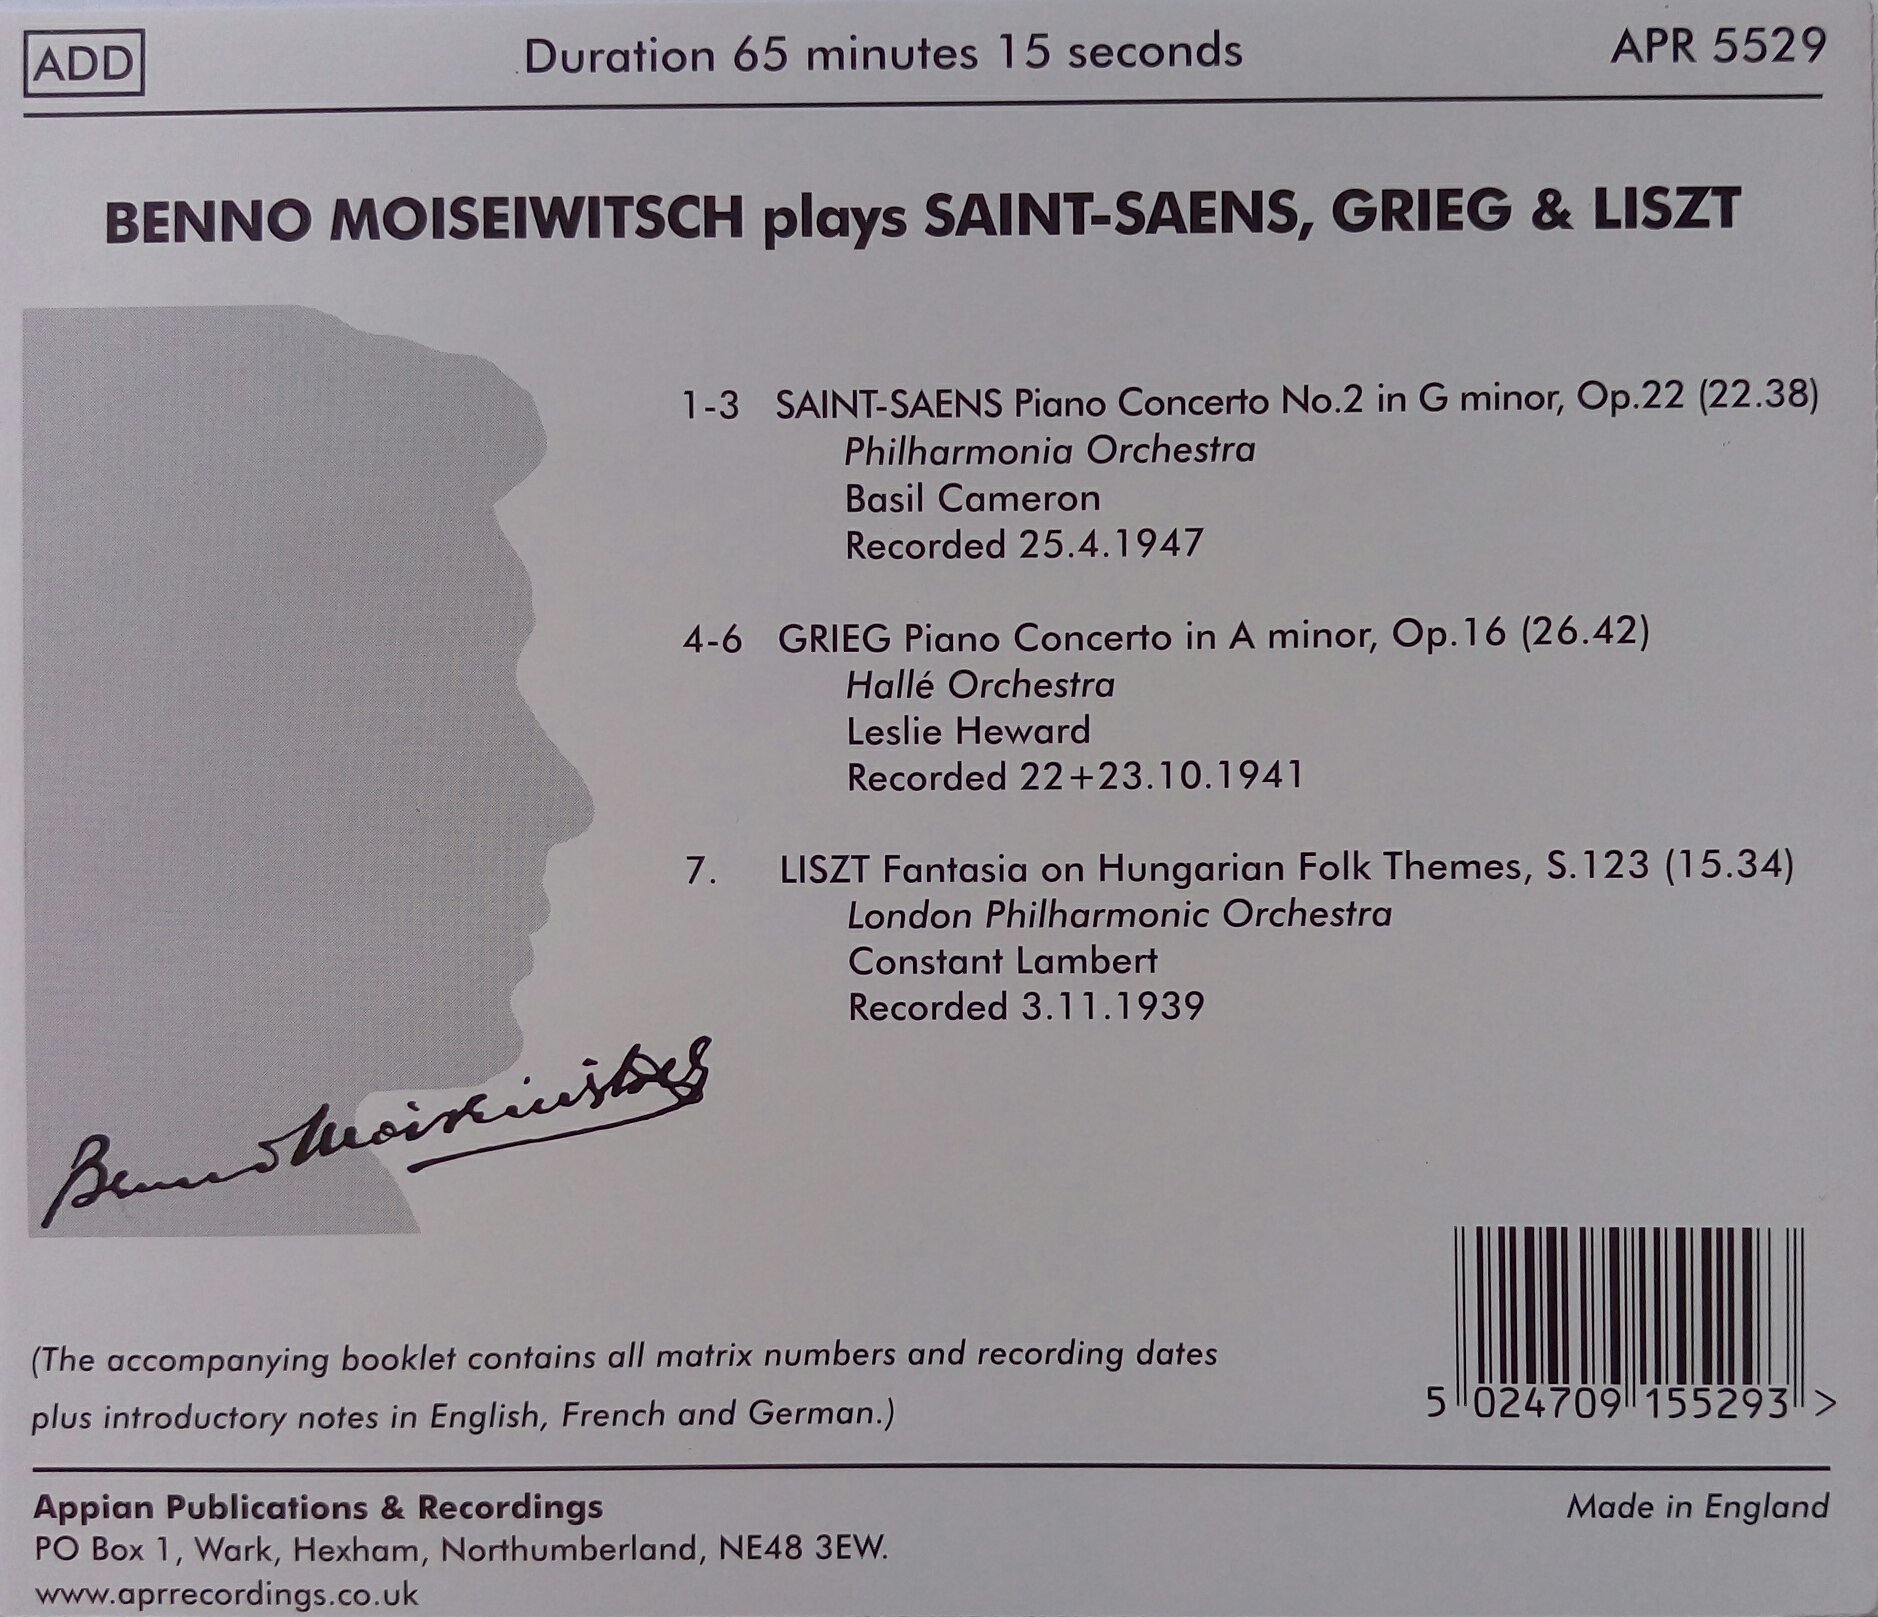 ADD Duration 65 minutes 15 seconds APR 5529
BENNO MOISEIWITSCH plays SAINT-SAENS, GRIEG & LISZT
1-3 SAINT-SAENS Piano Concerto No.2 in G minor, Op.22 (22.38)
Philharmonia Orchestra
Basil Cameron
Recorded 25.4.1947
4-6 GRIEG Piano Concerto in A minor, Op.16 (26.42)
Hallé Orchestra
Leslie Heward
Recorded 22+23.10.1941
7. LISZT Fantasia on Hungarian Folk Themes, S.123 (15.34)
London Philharmonic Orchestra
Constant Lambert
Recorded 3.11.1939
Benno Moiseiwitsch
(The accompanying booklet contains all matrix numbers and recording dates
plus introductory notes in English, French and German.)
5 024709 155293 >
Appian Publications & Recordings Made in England
PO Box 1, Wark, Hexham, Northumberland, NE48 3EW.
www.aprrecordings.co.uk